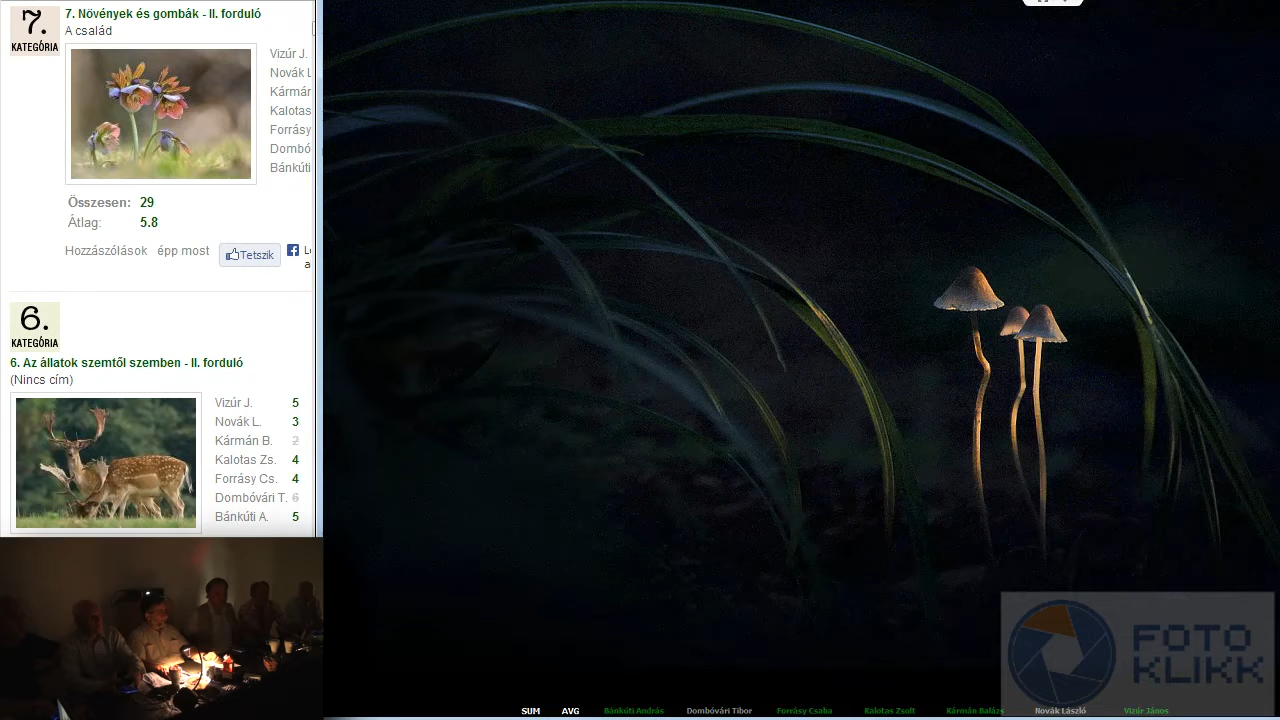 7.
KATEGÓRIA
7. Növények és gombák - II. forduló
A család
Vizúr J.
Novák L
Kármár
Kalotas
Forrásy
Dombó
Bánkúti
Összesen: 29
Átlag: 5.8
Hozzászólások épp most Tetszik
6.
KATEGÓRIA
6. Az állatok szemtől szemben - II. forduló
(Nincs cím)
Vizúr J. 5
Novák L. 3
Kármán B. 2
Kalotas Zs. 4
Forrásy Cs. 4
Dombóvári T. 6
Bánkúti A. 5
FOTO
KLIKK
SUM AVG Bánkúti András Dombóvári Tibor Forrásy Csaba Kalotas Zsolt Kármán Balázs Novák László Vizúr János